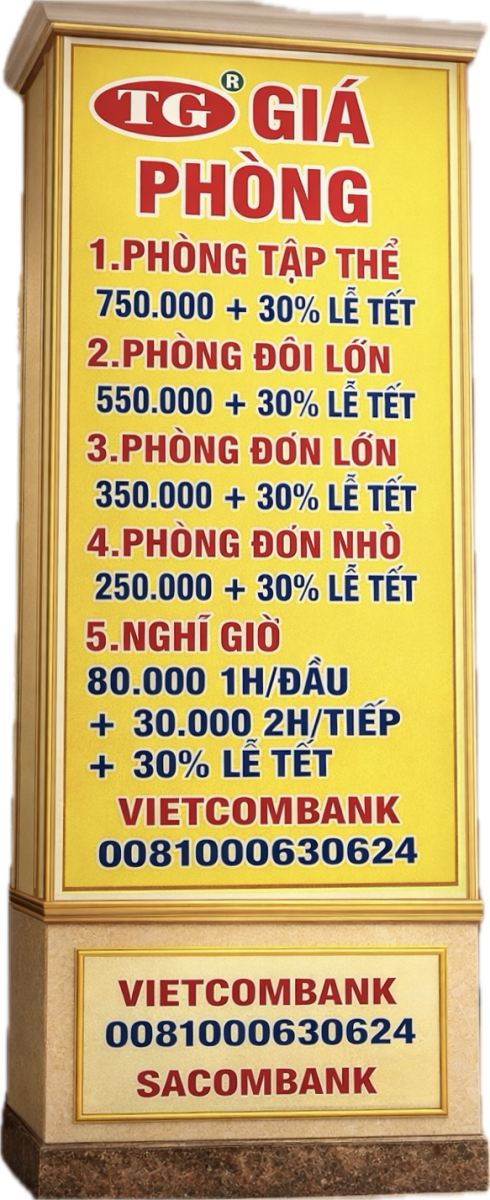 TG ® GIÁ
PHÒNG
1.PHÒNG TẬP THỂ
750.000 + 30% LỄ TẾT
2.PHÒNG ĐÔI LỚN
550.000 + 30% LỄ TẾT
3.PHÒNG ĐÓN LỚN
350.000 + 30% LỄ TẾT
4.PHÒNG ĐÓN NHỎ
250.000 + 30% LỄ TẾT
5.NGHĨ GIỜ
80.000 1H/ĐẦU
+ 30.000 2H/TIẾP
+ 30% LỄ TẾT
VIETCOMBANK
0081000630624
VIETCOMBANK
0081000630624
SACOMBANK